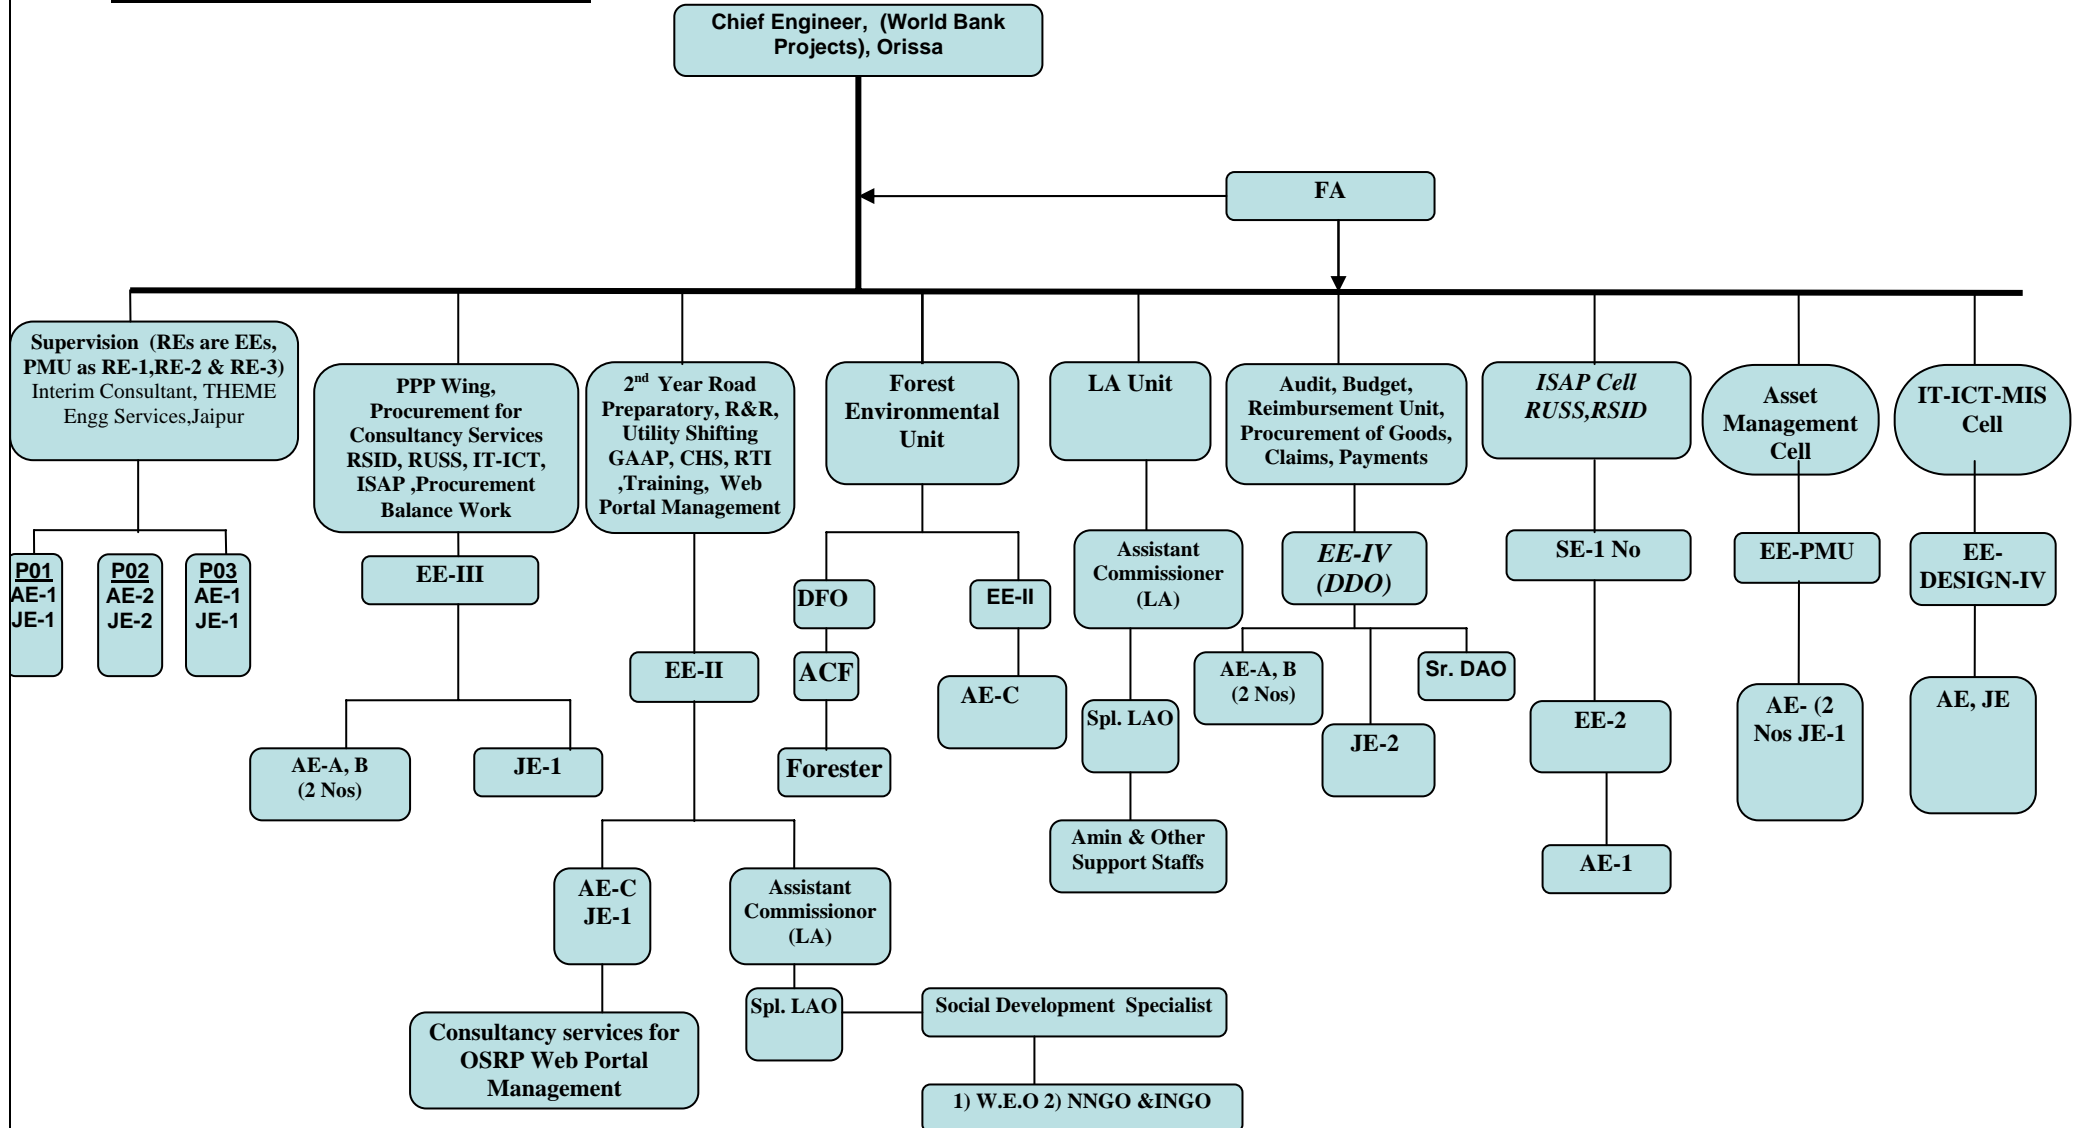 Chief Engineer, (World Bank
Projects), Orissa
FA
Supervision (REs are EEs,
PMU as RE-1,RE-2 & RE-3)
Interim Consultant, THEME
Engg Services,Jaipur
PPP Wing,
Procurement for
Consultancy Services
RSID, RUSS, IT-ICT,
ISAP ,Procurement
Balance Work
2nd Year Road
Preparatory, R&R,
Utility Shifting
GAAP, CHS, RTI
,Training, Web
Portal Management
Forest
Environmental
Unit
LA Unit
Audit, Budget,
Reimbursement Unit,
Procurement of Goods,
Claims, Payments
ISAP Cell
RUSS,RSID
Asset
Management
Cell
IT-ICT-MIS
Cell
P01
AE-1
JE-1
P02
AE-2
JE-2
P03
AE-1
JE-1
EE-III
DFO
EE-II
Assistant
Commissioner
(LA)
EE-IV
(DDO)
SE-1 No
EE-PMU
EE-
DESIGN-IV
EE-II
ACF
AE-C
Spl. LAO
AE-A, B
(2 Nos)
JE-2
Sr. DAO
EE-2
AE- (2
Nos JE-1
AE, JE
AE-A, B
(2 Nos)
JE-1
Forester
Amin & Other
Support Staffs
AE-1
AE-C
JE-1
Assistant
Commissionor
(LA)
Consultancy services for
OSRP Web Portal
Management
Spl. LAO
Social Development Specialist
1) W.E.O 2) NNGO &INGO